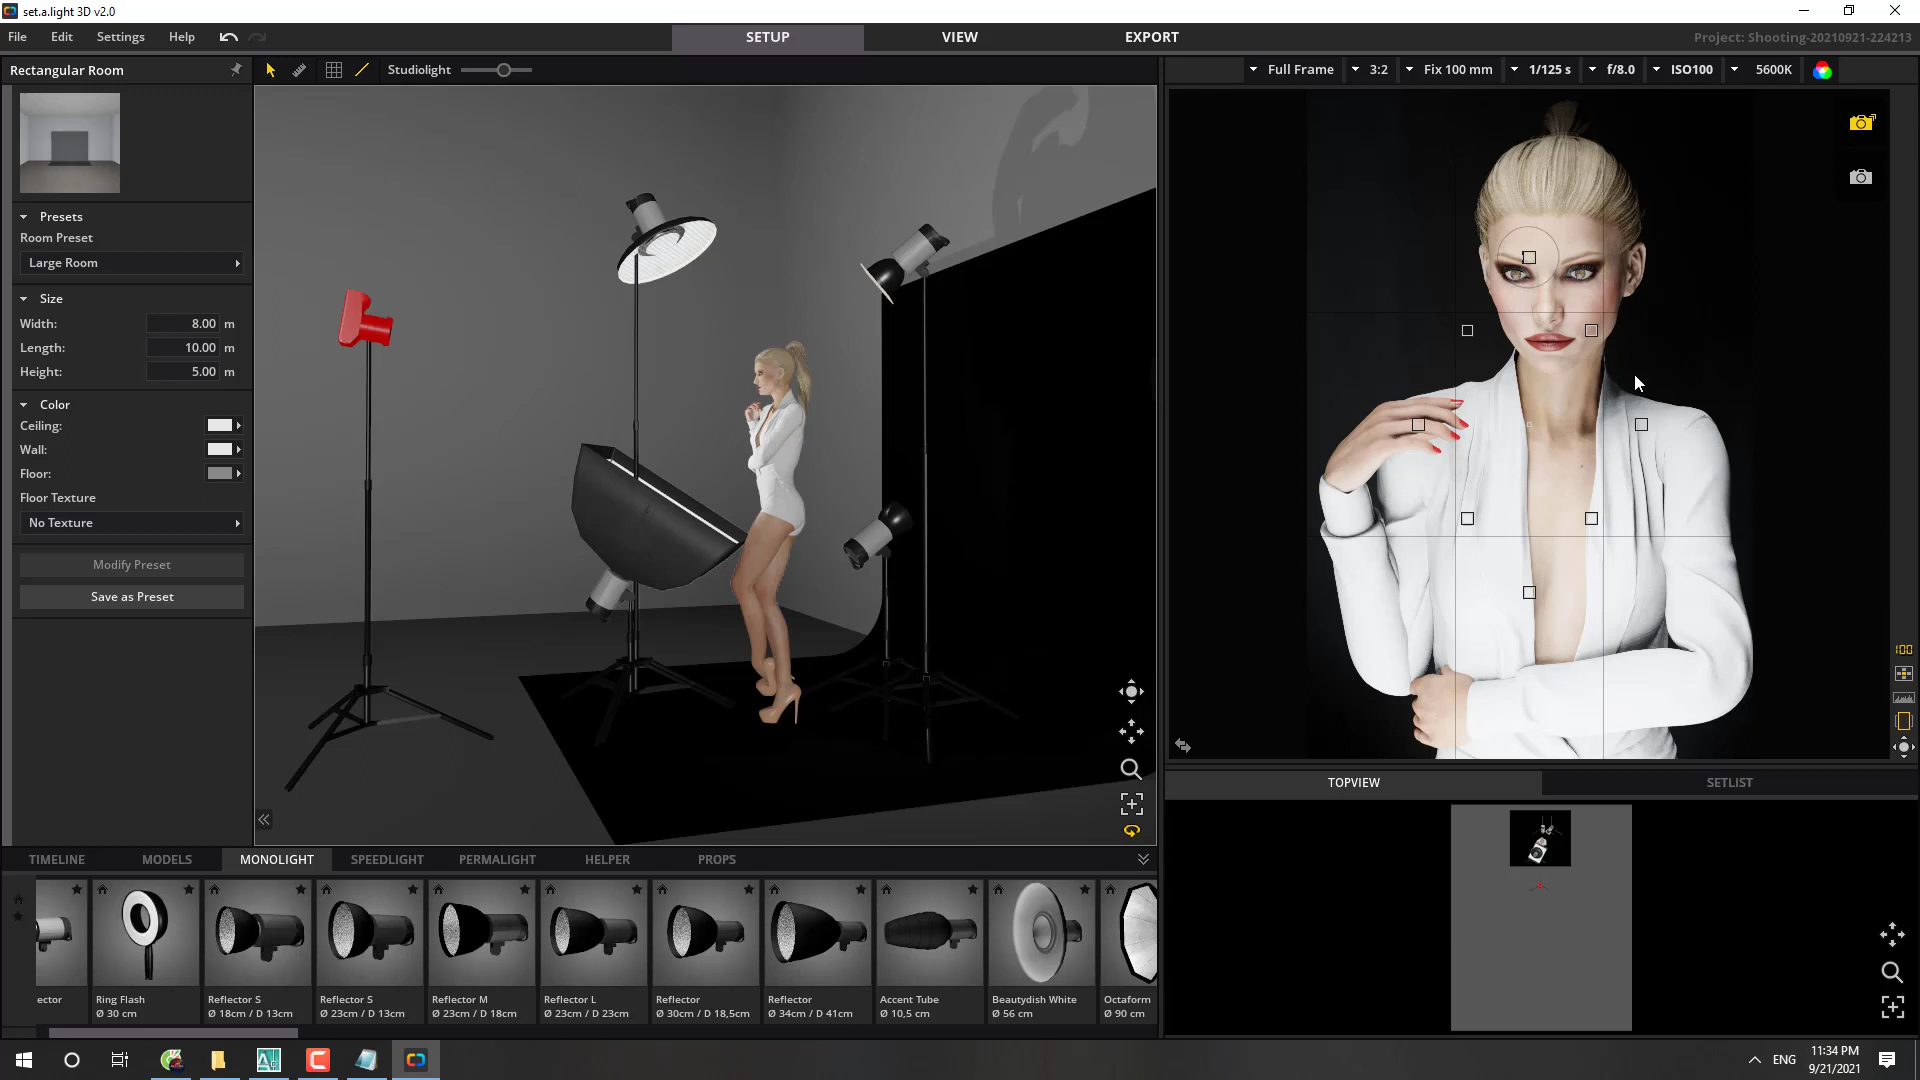 set.a.light 3D v2.0
File Edit Settings Help
SETUP VIEW EXPORT
Project: Shooting-20210921-224213
Rectangular Room
Studiolight
Full Frame 3:2 Fix 100 mm 1/125 s f/8.0 ISO100 5600K
Presets
Room Preset
Large Room
Size
Width: 8.00 m
Length: 10.00 m
Height: 5.00 m
Color
Ceiling:
Wall:
Floor:
Floor Texture
No Texture
Modify Preset
Save as Preset
100
TOPVIEW SETLIST
TIMELINE MODELS MONOLIGHT SPEEDLIGHT PERMALIGHT HELPER PROPS
ector
Ring Flash
Ø 30 cm
Reflector S
Ø 18cm / D 13cm
Reflector S
Ø 23cm / D 13cm
Reflector M
Ø 23cm / D 18cm
Reflector L
Ø 23cm / D 23cm
Reflector
Ø 30cm / D 18,5cm
Reflector
Ø 34cm / D 41cm
Accent Tube
Ø 10,5 cm
Beautydish White
Ø 56 cm
Octaform
Ø 90 cm
ENG
11:34 PM
9/21/2021